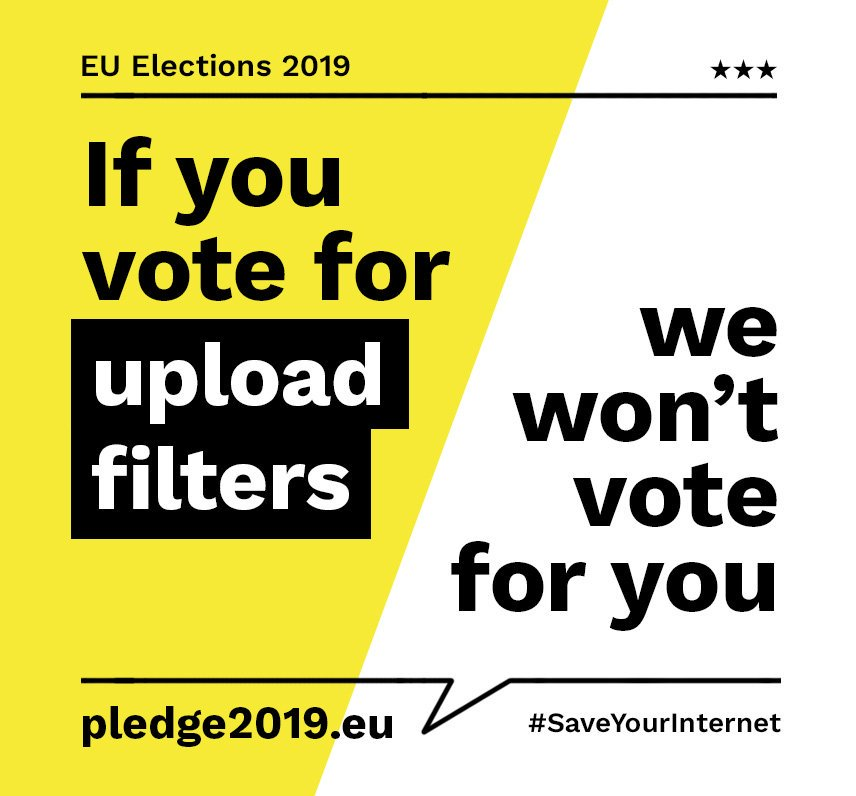 EU Elections 2019
★★★
If you
vote for
upload
filters
we
won’t
vote
for you
pledge2019.eu
#SaveYourInternet